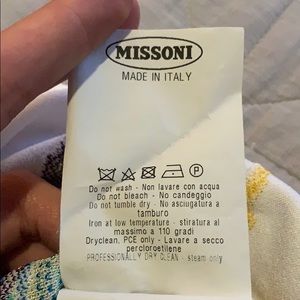 MISSONI
MADE IN ITALY
P
Do not wash - Non lavare con acqua
Do not bleach - No candeggio
Do not tumble dry - No asciugatura a
tamburo
Iron at low temperature - stiratura al
massimo a 110 gradi
Dryclean, PCE only - Lavare a secco
percloroetilene
PROFESSIONALLY DRY CLEAN - steam only